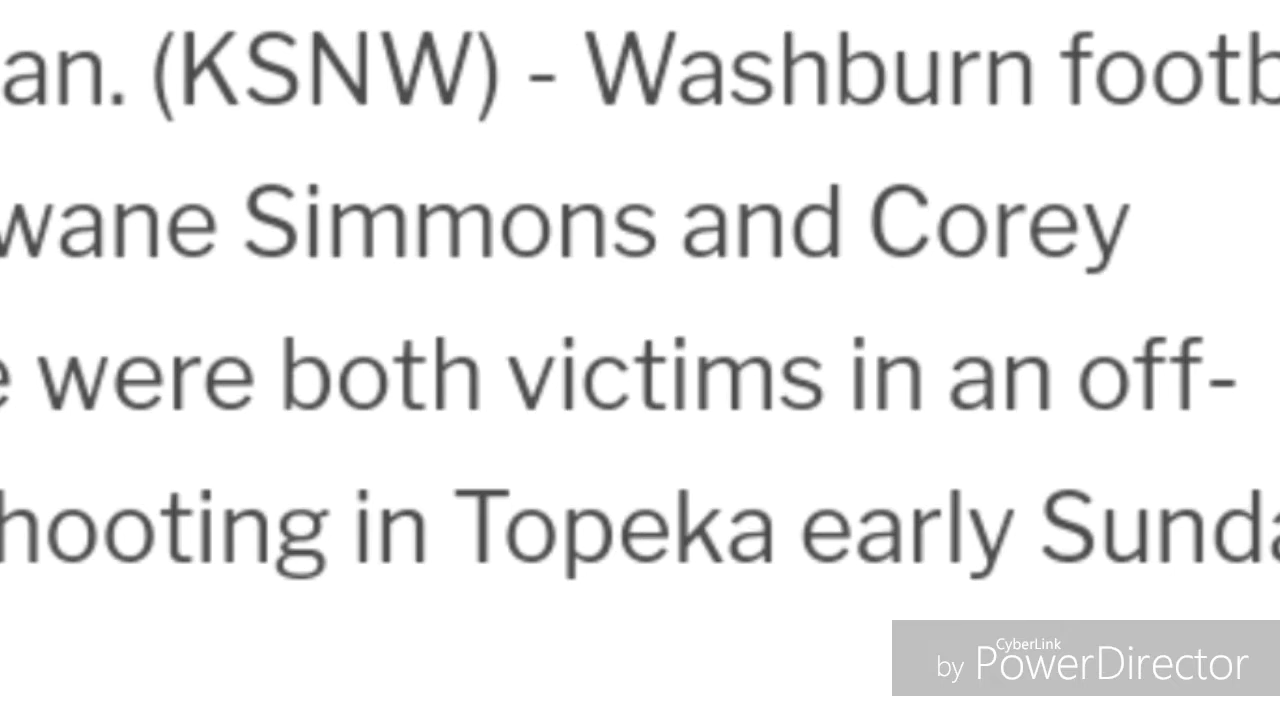 an. (KSNW) - Washburn footb
wane Simmons and Corey
e were both victims in an off-
hooting in Topeka early Sunda
by CyberLink PowerDirector